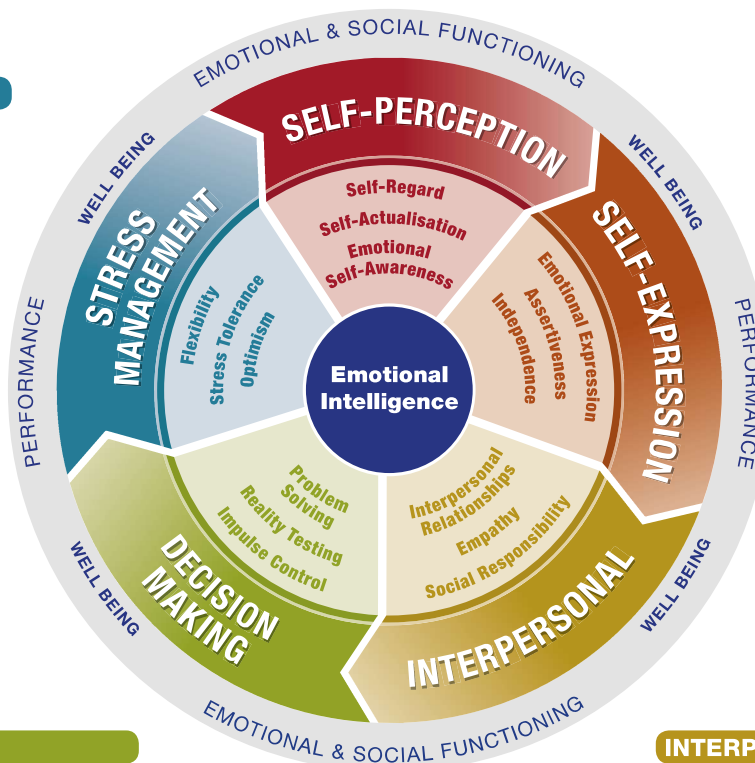 EMOTIONAL & SOCIAL FUNCTIONING
WELL BEING
WELL BEING
SELF-PERCEPTION
Self-Regard
Self-Actualisation
Emotional
Self-Awareness
SELF-EXPRESSION
Emotional Expression
Assertiveness
Independence
STRESS
MANAGEMENT
Flexibility
Stress Tolerance
Optimism
PERFORMANCE
PERFORMANCE
Emotional
Intelligence
Interpersonal
Relationships
Empathy
Social Responsibility
INTERPERSONAL
Problem
Solving
Reality Testing
Impulse Control
DECISION
MAKING
WELL BEING
WELL BEING
EMOTIONAL & SOCIAL FUNCTIONING
INTERP